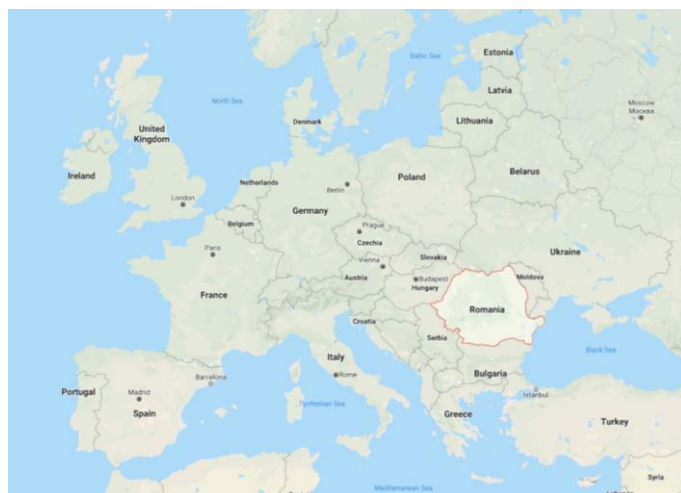 Baltic Sea
Estonia
Latvia
Moscow
Москва
North Sea
Denmark
Lithuania
United
Kingdom
Ireland
Belarus
Netherlands
Berlin
Poland
London
Germany
Belgium
Prague
Czechia
Paris
Ukraine
Slovakia
Vienna
Austria
Budapest
Hungary
Moldova
France
Romania
Croatia
Serbia
Italy
Black Sea
Barcelona
Rome
Bulgaria
Portugal
Madrid
Spain
Istanbul
Tyrrhenian Sea
Greece
Turkey
Syria
Mediterranean Sea